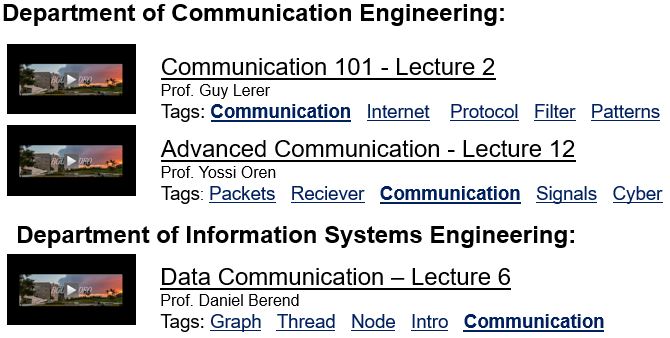 Department of Communication Engineering:
Communication 101 - Lecture 2
Prof. Guy Lerer
Tags: Communication Internet Protocol Filter Patterns
Advanced Communication - Lecture 12
Prof. Yossi Oren
Tags: Packets Reciever Communication Signals Cyber
Department of Information Systems Engineering:
Data Communication – Lecture 6
Prof. Daniel Berend
Tags: Graph Thread Node Intro Communication